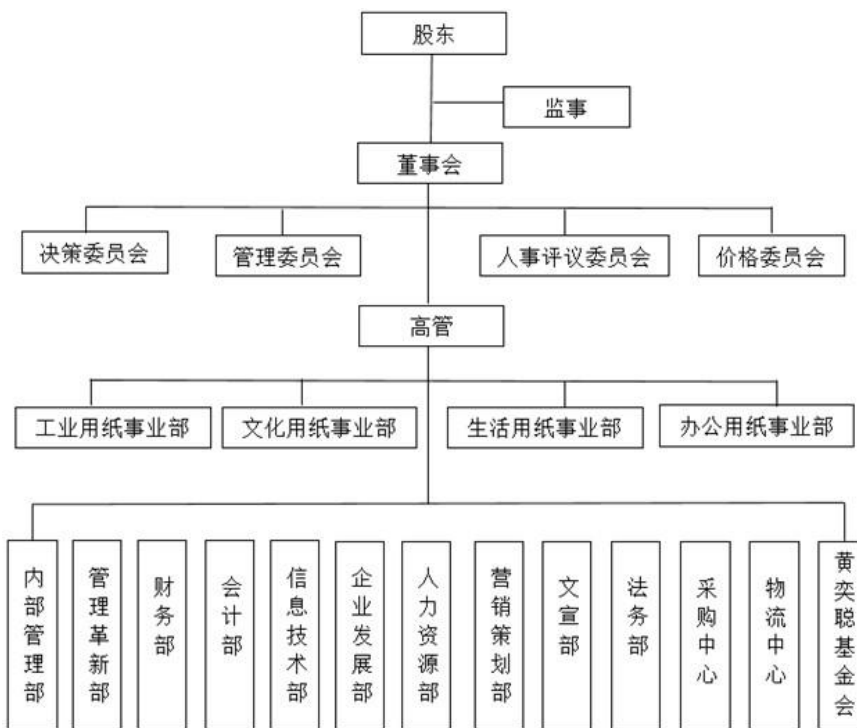 股东
监事
董事会
决策委员会
管理委员会
人事评议委员会
价格委员会
高管
工业用纸事业部
文化用纸事业部
生活用纸事业部
办公用纸事业部
内部管理部
管理革新部
财务部
会计部
信息技术部
企业发展部
人力资源部
营销策划部
文宣部
法务部
采购中心
物流中心
黄奕聪基金会